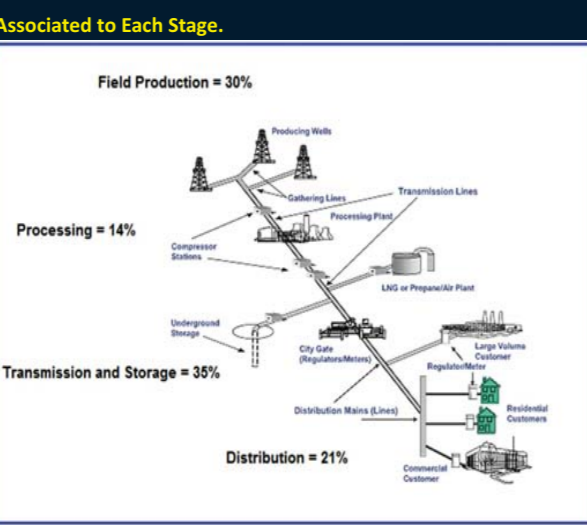 Associated to Each Stage.
Field Production = 30%
Producing Wells
Gathering Lines
Transmission Lines
Processing Plant
Processing = 14%
Compressor
Stations
LNG or Propane/Air Plant
Underground
Storage
City Gate
(Regulators/Meters)
Large Volume
Customer
Regulator/Meter
Transmission and Storage = 35%
Distribution Mains (Lines)
Residential
Customers
Distribution = 21%
Commercial
Customer